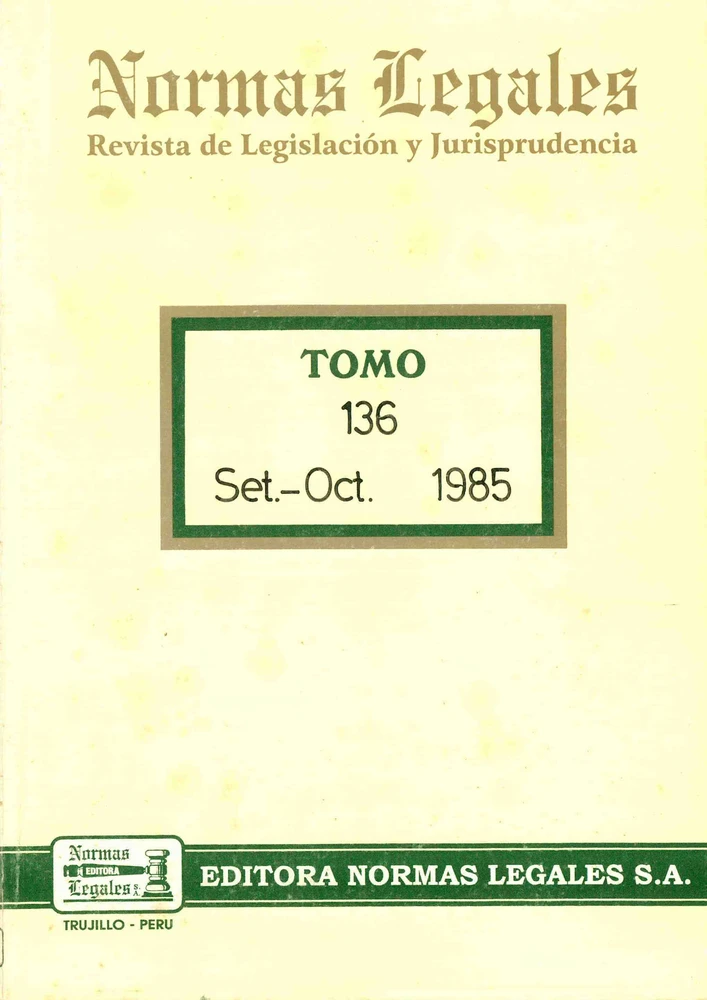 Normas Legales
Revista de Legislación y Jurisprudencia
TOMO
136
Set.-Oct. 1985
Normas
EDITORA
Legales S.A.
EDITORA NORMAS LEGALES S.A.
TRUJILLO - PERU